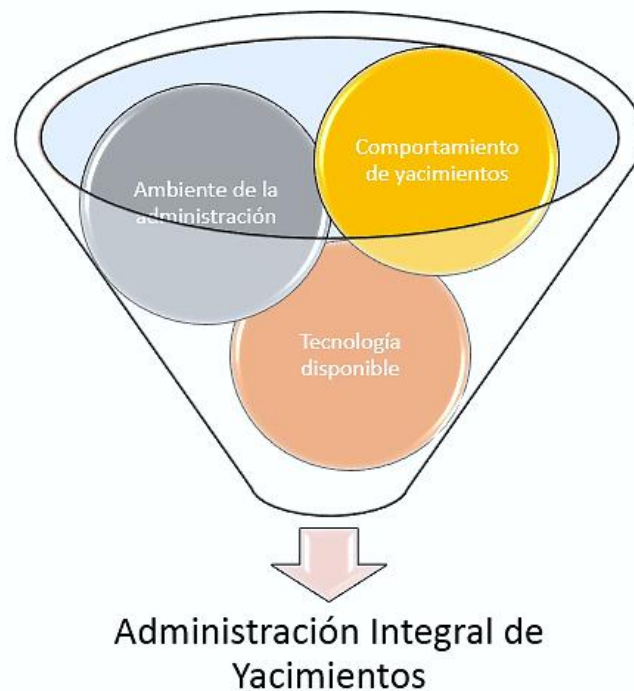 Comportamiento
de yacimientos
Ambiente de la
administración
Tecnología
disponible
Administración Integral de
Yacimientos